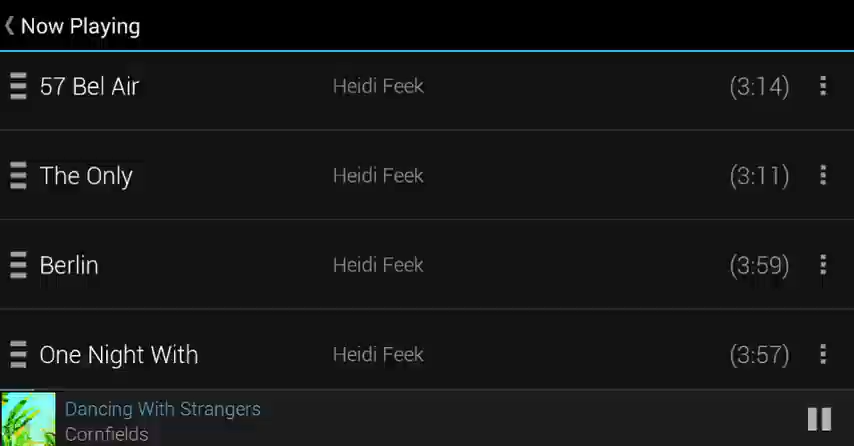 Now Playing
57 Bel Air Heidi Feek (3:14)
The Only Heidi Feek (3:11)
Berlin Heidi Feek (3:59)
One Night With Heidi Feek (3:57)
Dancing With Strangers
Cornfields